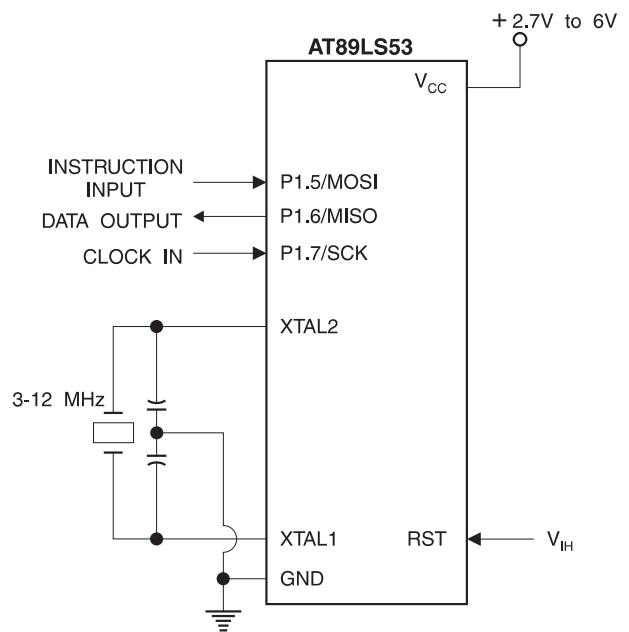 + 2.7V to 6V
AT89LS53
VCC
INSTRUCTION
INPUT
P1.5/MOSI
DATA OUTPUT
P1.6/MISO
CLOCK IN
P1.7/SCK
XTAL2
3-12 MHz
XTAL1
RST
VIH
GND